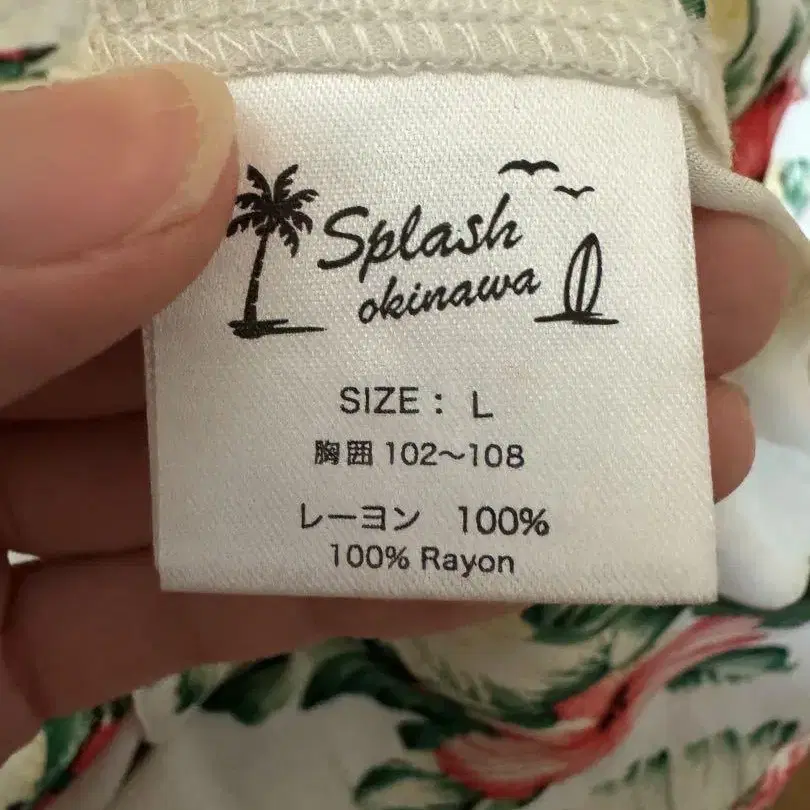 Splash
okinawa
SIZE : L
胸囲 102〜108
レーヨン 100%
100% Rayon